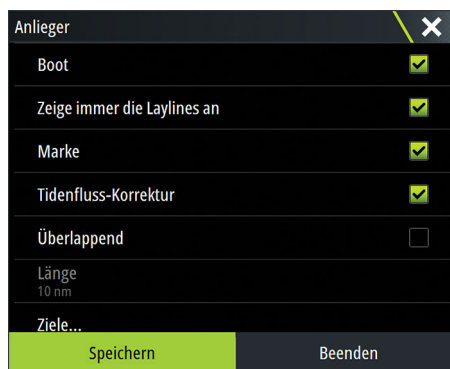 Anlieger
Boot
Zeige immer die Laylines an
Marke
Tidenfluss-Korrektur
Überlappend
Länge
10 nm
Ziele...
Speichern Beenden